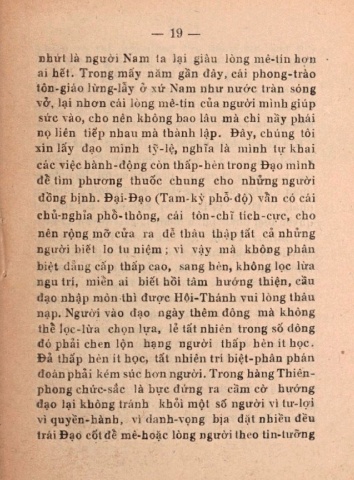 — 19 —
nhứt là người Nam ta lại giàu lòng mê-tín hơn
ai hết. Trong mấy năm gần đây, cái phong-trào
tôn-giáo lừng-lẫy ở xứ Nam như nước tràn sóng
vở, lại nhơn cái lòng mê-tín của người mình giúp
sức vào, cho nên không bao lâu mà chi nầy phái
nọ liên tiếp nhau mà thành lập. Đây, chúng tôi
xin lấy đạo mình tỷ-lệ, nghĩa là mình tự khai
các việc hành-động còn thấp-hèn trong Đạo mình
để tìm phương thuốc chung cho những người
đồng bịnh. Đại-Đạo (Tam-kỳ phổ-độ) vẫn có cái
chủ-nghĩa phổ-thông, cái tôn-chỉ tích-cực, cho
nên rộng mở cửa ra để thâu thập tất cả những
người biết lo tu niệm ; vì vậy mà không phân
biệt đẳng cấp thấp cao, sang hèn, không lọc lừa
ngu trí, miễn ai biết hồi tâm hướng thiện, cầu
đạo nhập môn thì được Hội-Thánh vui lòng thâu
nạp. Người vào đạo ngày thêm đông mà không
thể lọc-lừa chọn lựa, lẽ tất nhiên trong số đông
đó phải chen lộn hạng người thấp hèn ít học.
Đã thấp hèn ít học, tất nhiên trí biệt-phân phán
đoán phải kém súc hơn người. Trong hàng Thiên-
phong chức-sắc là bực đứng ra cầm cờ hướng
đạo lại không tránh khỏi một số người vì tư-lợi
vì quyền-hành, vì danh-vọng bịa đặt nhiều đều
trái Đạo cốt để mê-hoặc lòng người theo tin-tưởng